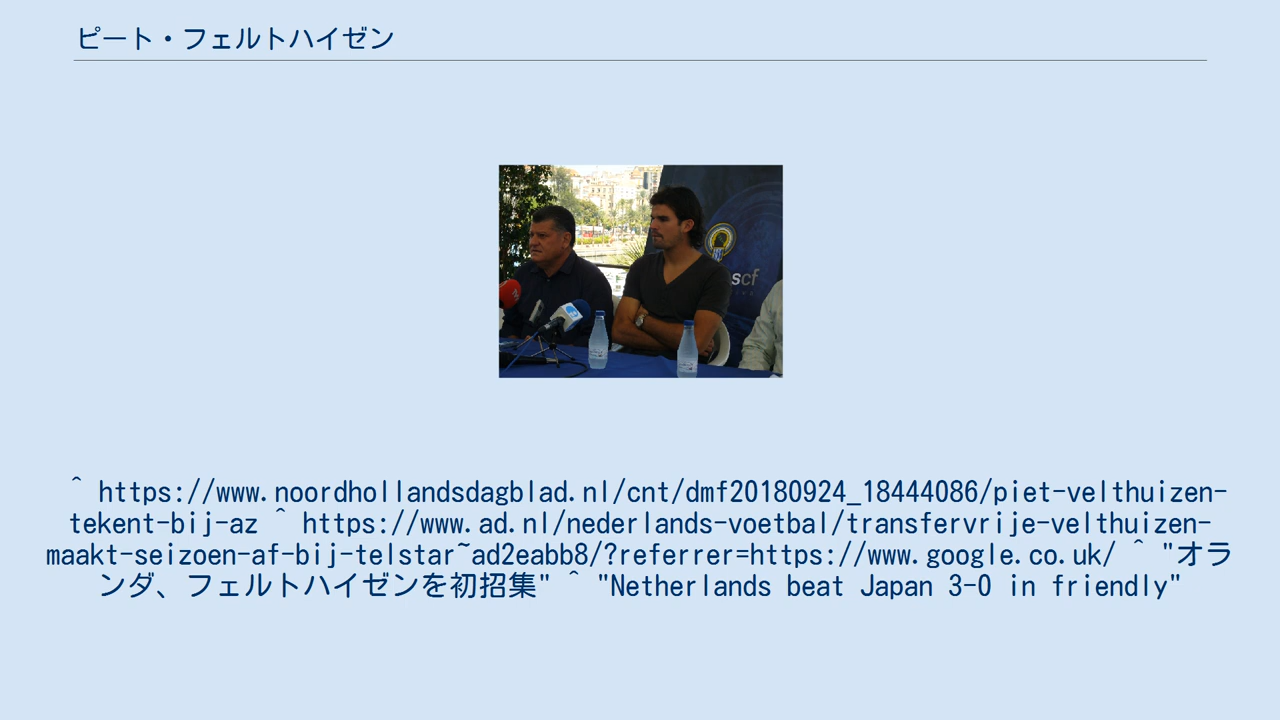 ピート・フェルトハイゼン
scf
^ https://www.noordhollandsdagblad.nl/cnt/dmf20180924_18444086/piet-velthuizen-
tekent-bij-az ^ https://www.ad.nl/nederlands-voetbal/transfervrije-velthuizen-
maakt-seizoen-af-bij-telstar~ad2eabb8/?referrer=https://www.google.co.uk/ ^ "オラ
ンダ、フェルトハイゼンを初招集" ^ "Netherlands beat Japan 3-0 in friendly"